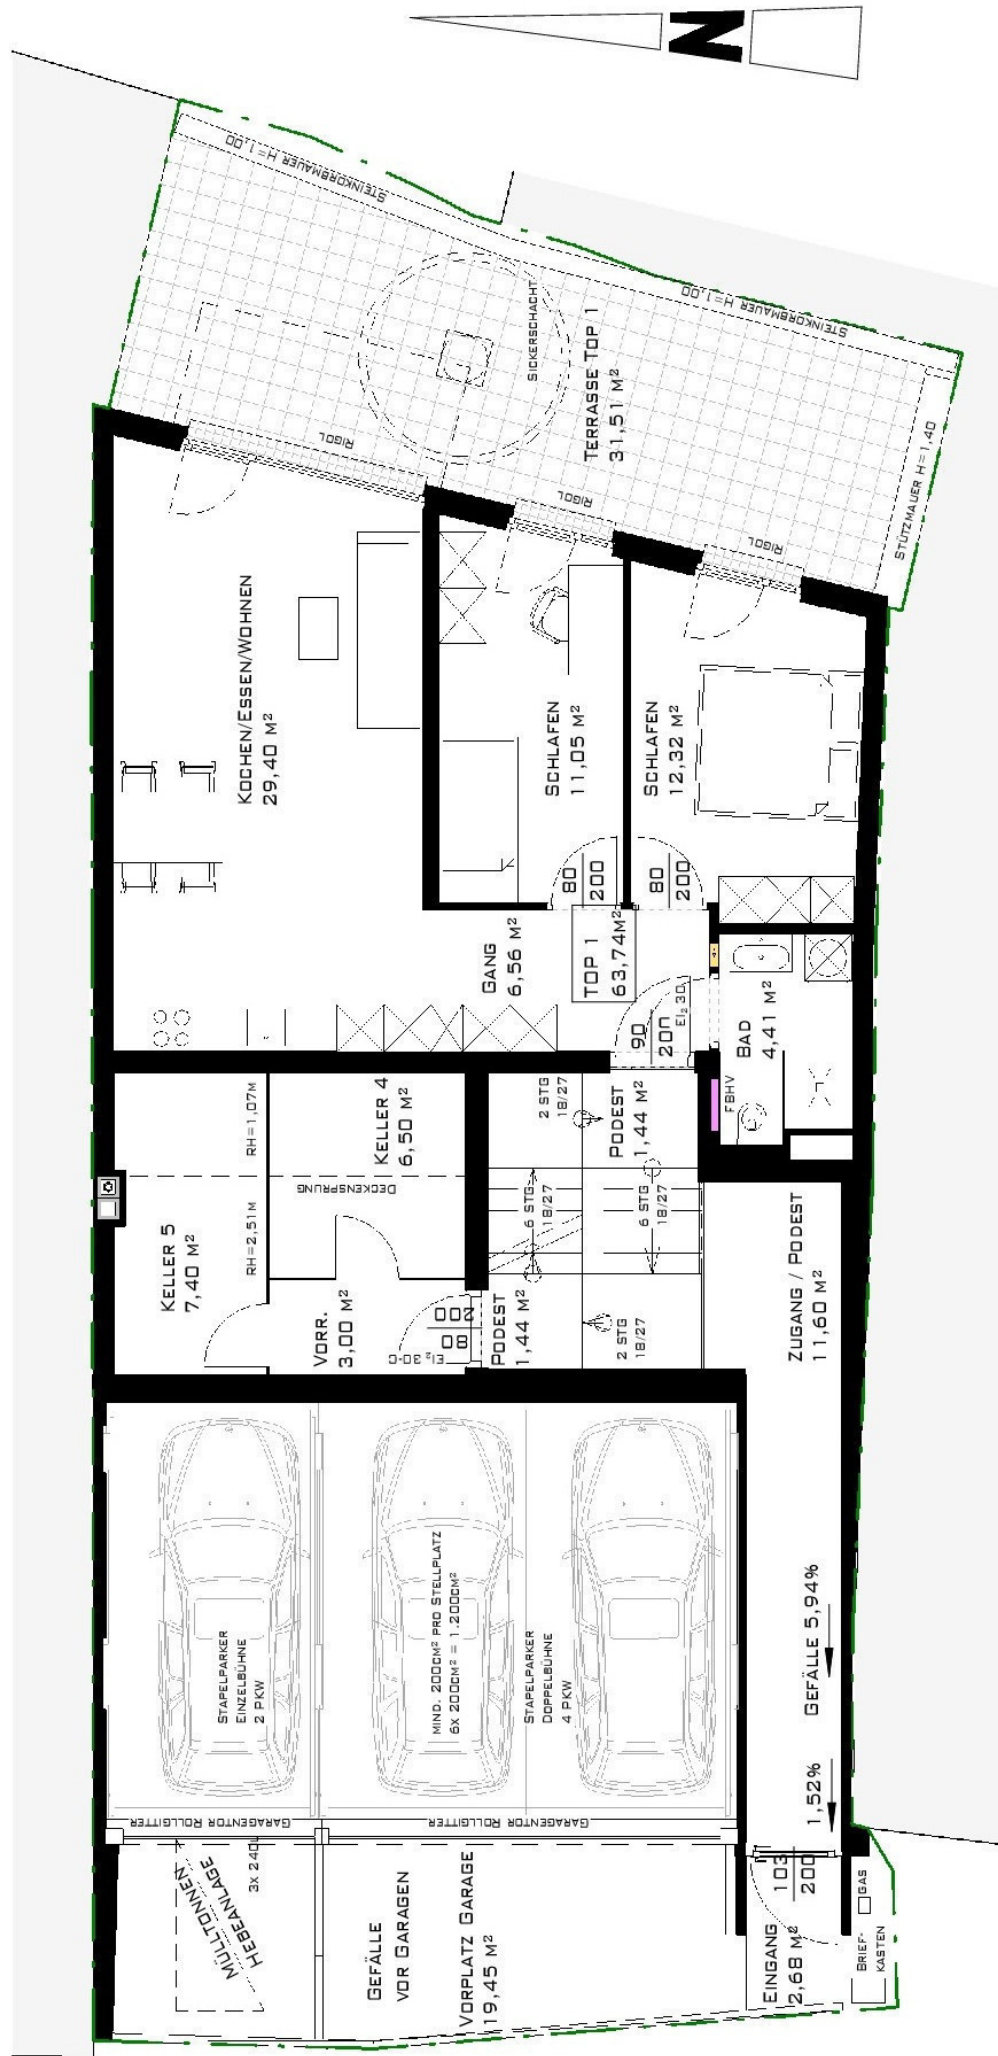 N
STEINKORBMAUER H=1,00
STEINKORBMAUER H=1,00
SICKERSCHACHT
TERRASSE TOP 1
31,51 M²
RIGOL
RIGOL
RIGOL
STÜTZMAUER H=1,40
KOCHEN/ESSEN/WOHNEN
29,40 M²
SCHLAFEN
11,05 M²
SCHLAFEN
12,32 M²
80
200
80
200
GANG
6,56 M²
TOP 1
63,74M²
90
200
EI₂ 30
BAD
4,41 M²
FBHV
KELLER 5
7,40 M²
RH=1,07M
RH=2,51M
KELLER 4
6,50 M²
DECKENSPRUNG
VORR.
3,00 M²
80
200
EI₂ 30-C
PODEST
1,44 M²
2 STG
18/27
6 STG
18/27
6 STG
18/27
2 STG
18/27
PODEST
1,44 M²
ZUGANG / PODEST
11,60 M²
STAPELPARKER
EINZELBÜHNE
2 PKW
MIND. 200CM² PRO STELLPLATZ
6X 200CM² = 1.200CM²
STAPELPARKER
DOPPELBÜHNE
4 PKW
GEFÄLLE 5,94%
1,52%
GARAGENTOR ROLLGITTER
GARAGENTOR ROLLGITTER
3X 240L
MÜLLTONNEN
HEBEANLAGE
GEFÄLLE
VOR GARAGEN
VORPLATZ GARAGE
19,45 M²
103
200
EINGANG
2,68 M²
GAS
BRIEF-
KASTEN